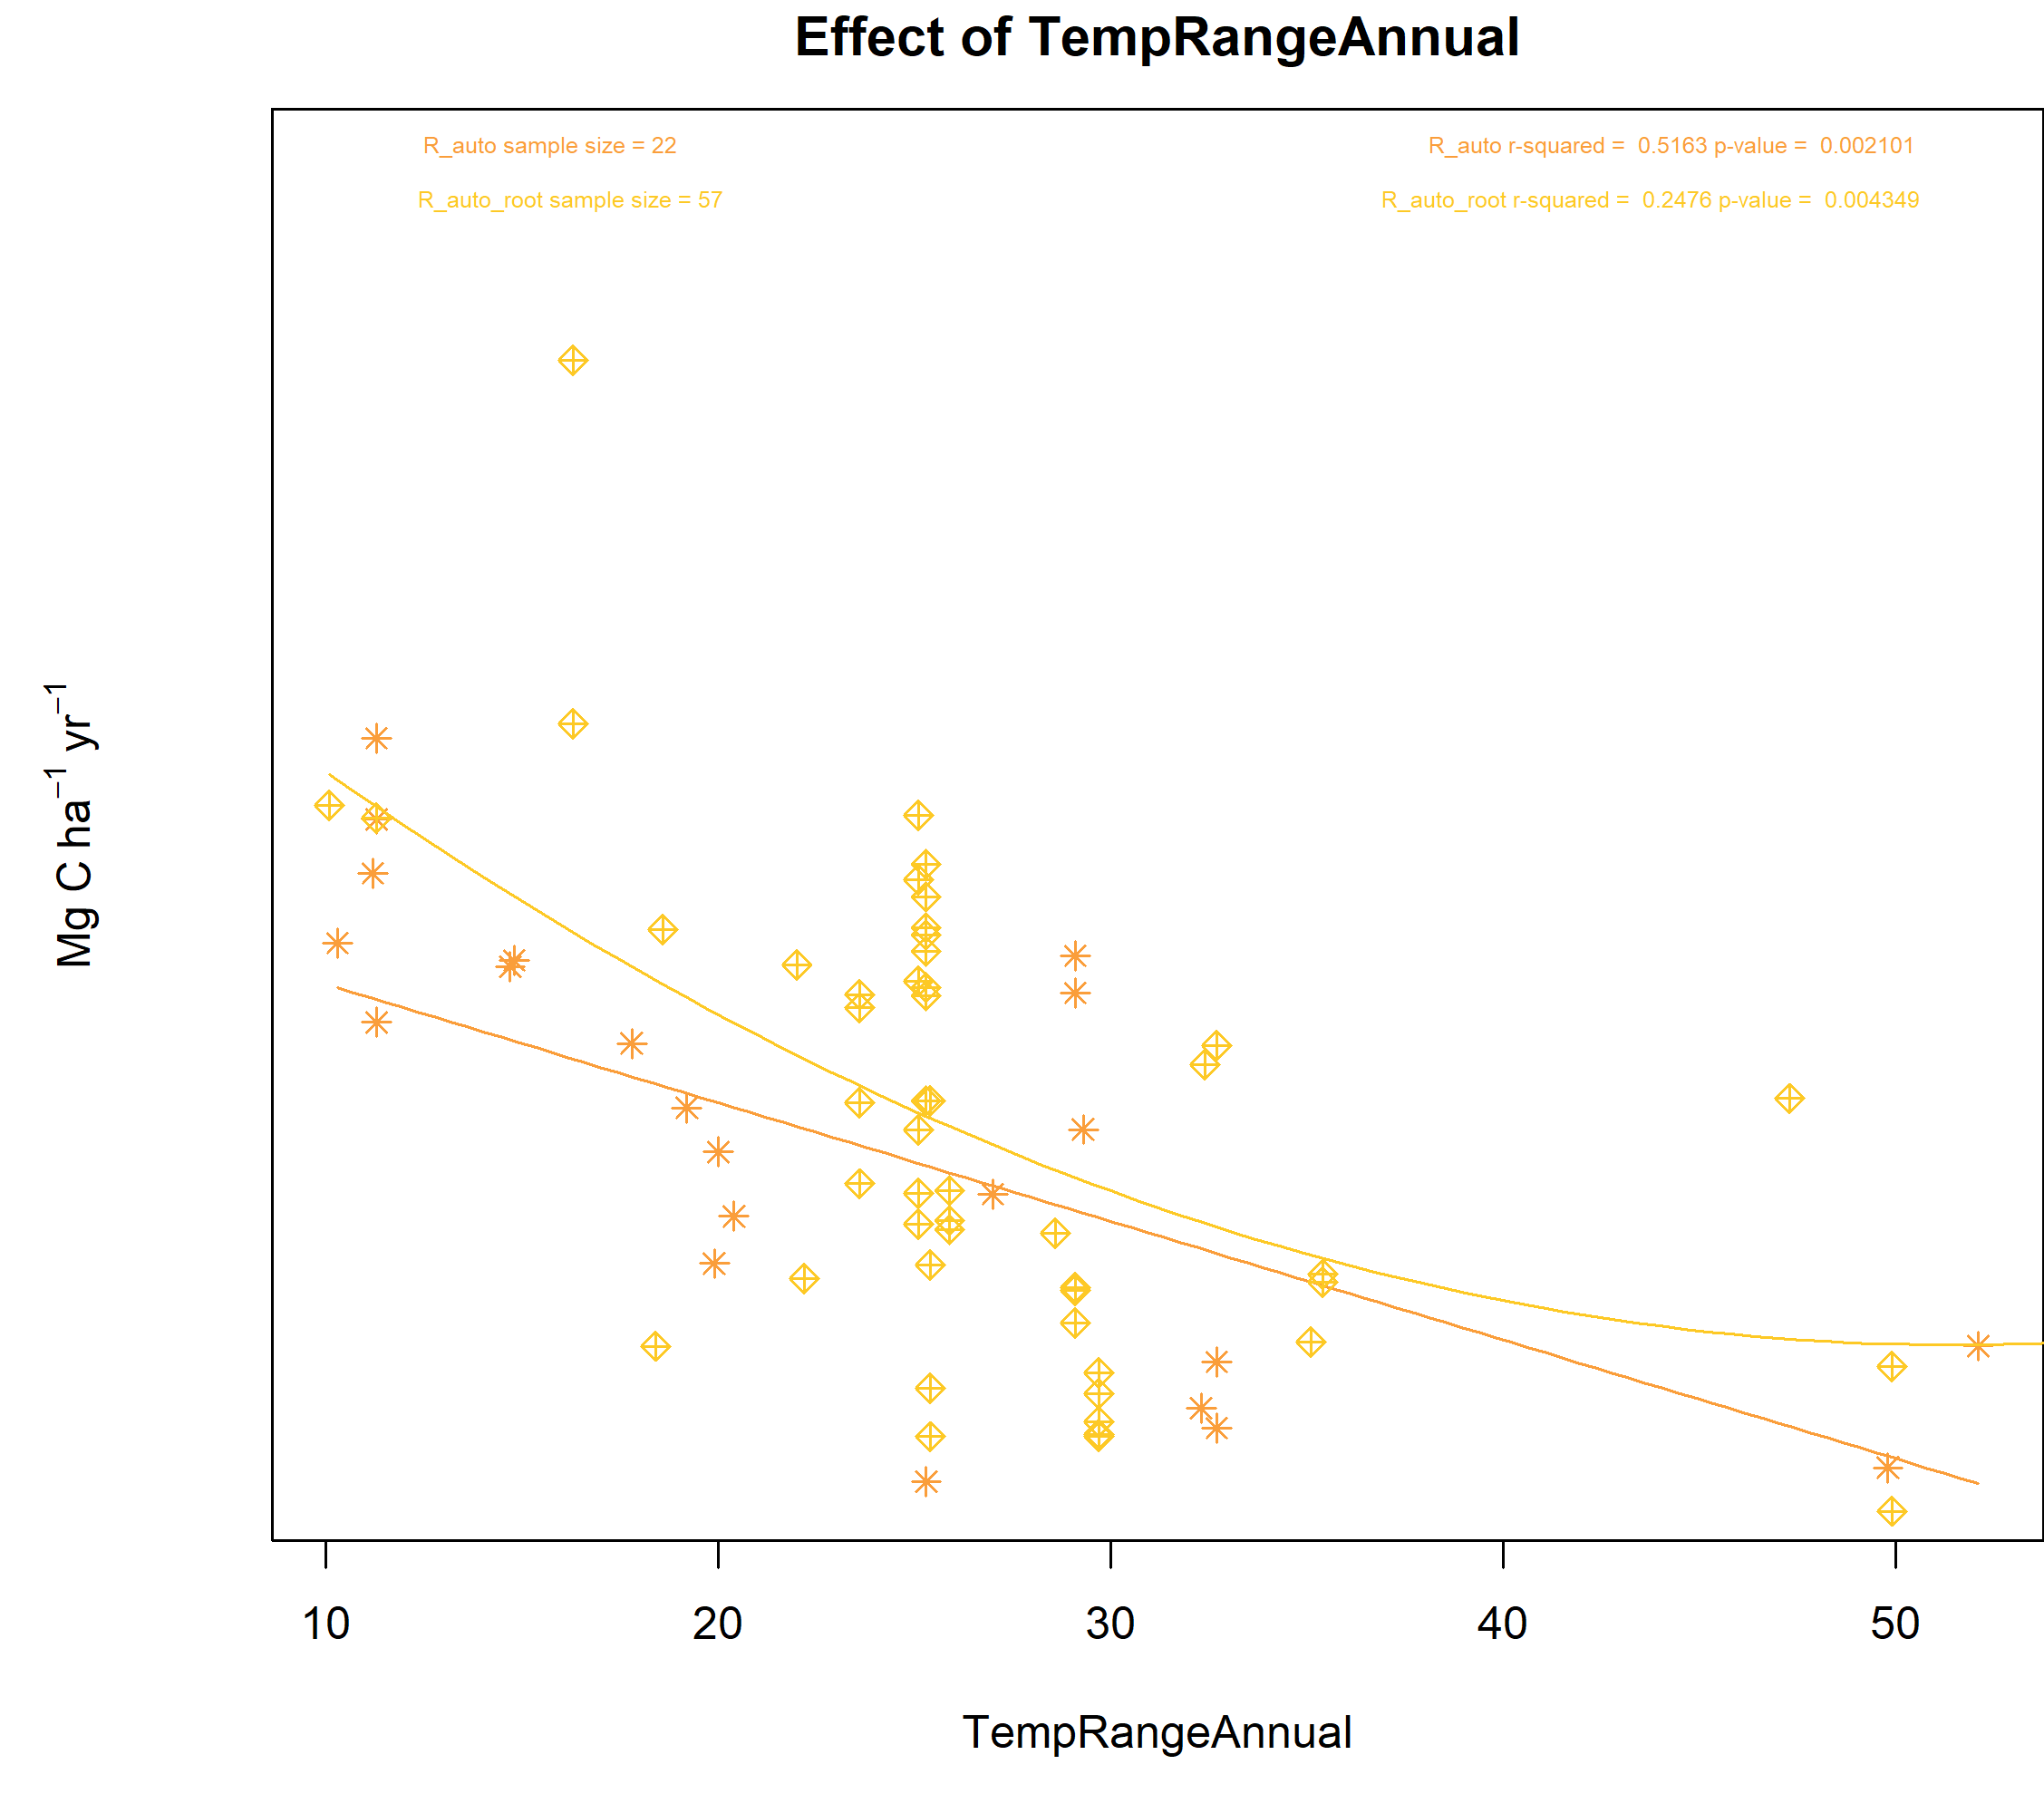 Effect of TempRangeAnnual
R_auto sample size = 22
R_auto r-squared =  0.5163 p-value =  0.002101
R_auto_root sample size = 57
R_auto_root r-squared =  0.2476 p-value =  0.004349
Mg C ha⁻¹ yr⁻¹
10 20 30 40 50
TempRangeAnnual